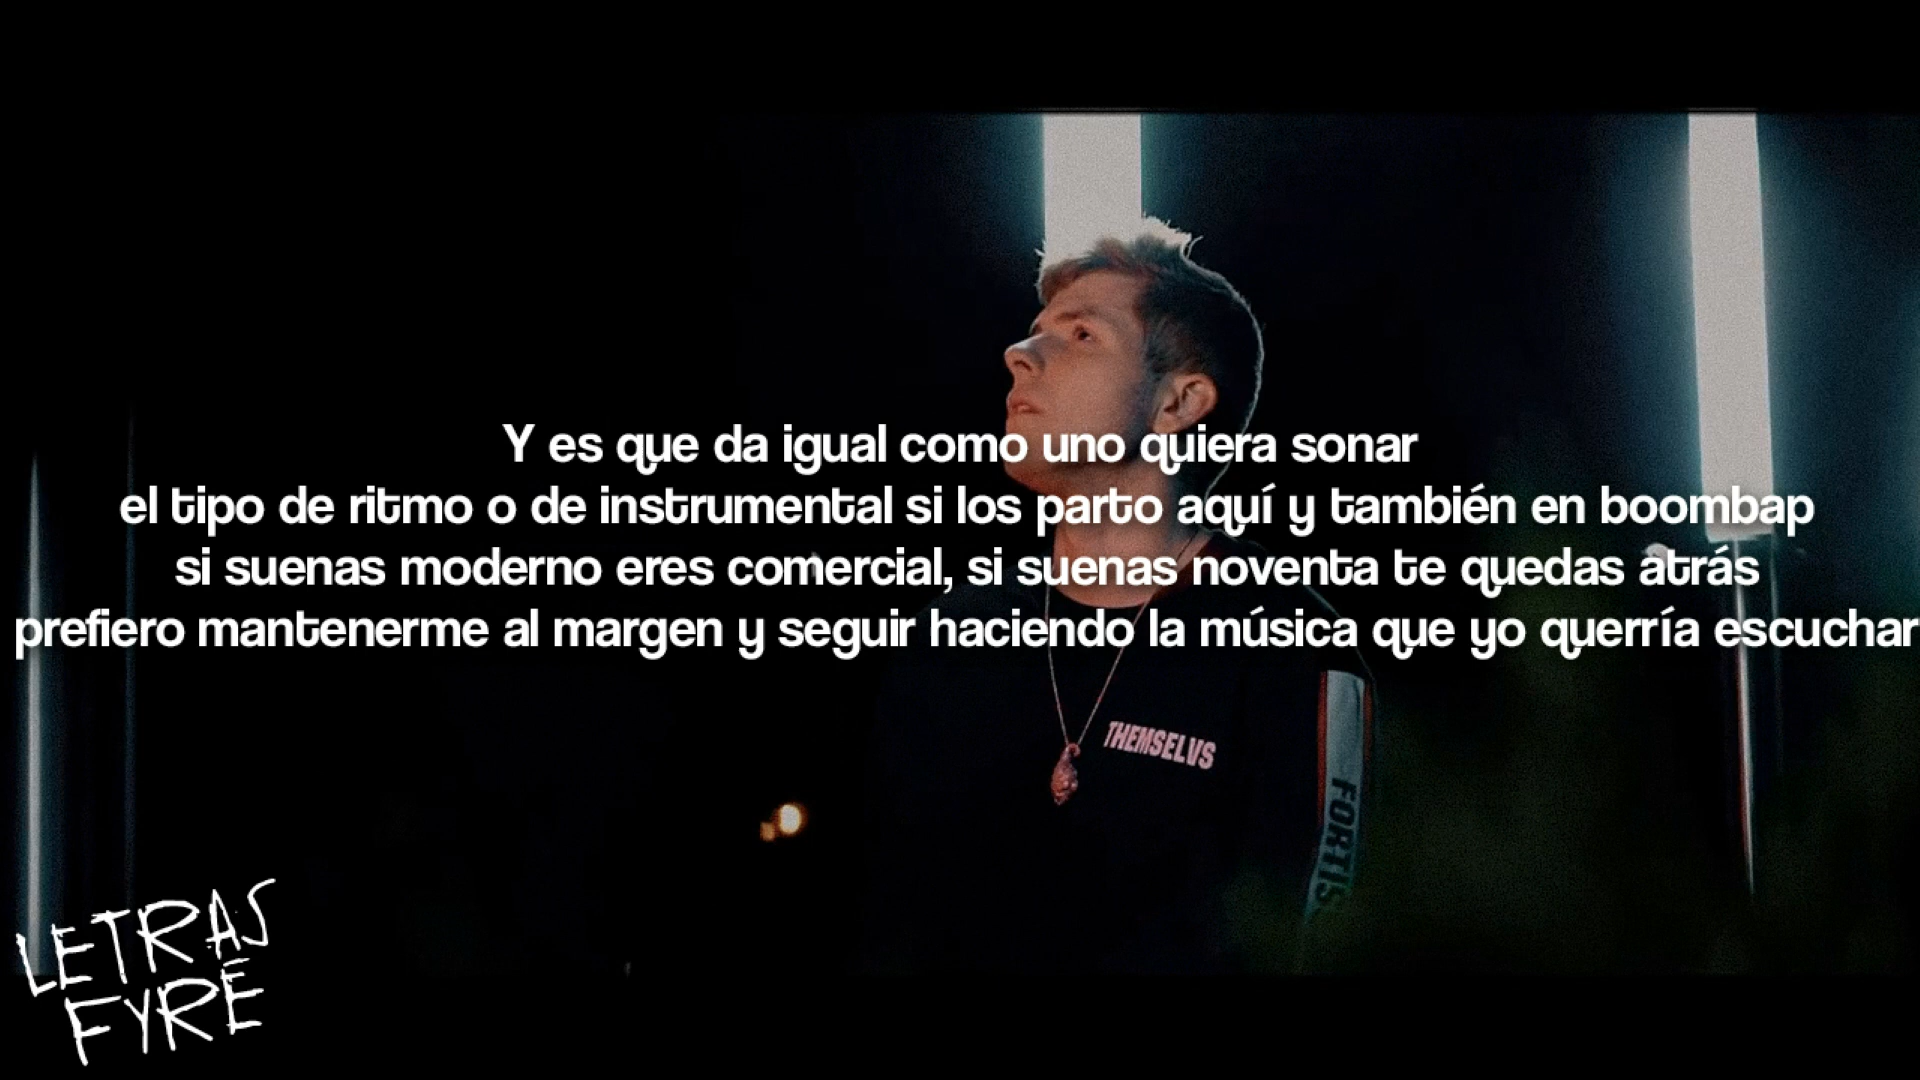 Y es que da igual como uno quiera sonar
el tipo de ritmo o de instrumental si los parto aquí y también en boombap
si suenas moderno eres comercial, si suenas noventa te quedas atrás
prefiero mantenerme al margen y seguir haciendo la música que yo querría escuchar
THEMSELVS
FORTIS
LETRAS
FYRE